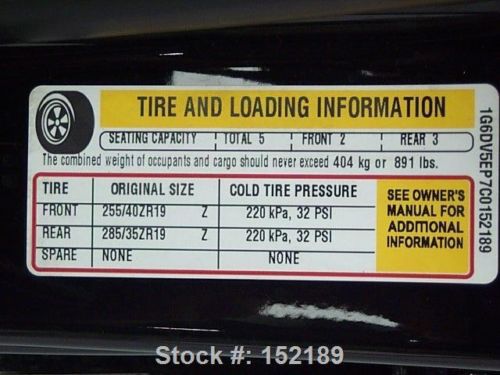 TIRE AND LOADING INFORMATION
SEATING CAPACITY TOTAL 5 FRONT 2 REAR 3
The combined weight of occupants and cargo should never exceed 404 kg or 891 lbs.
TIRE ORIGINAL SIZE COLD TIRE PRESSURE
FRONT 255/40ZR19 Z 220 kPa, 32 PSI
REAR 285/35ZR19 Z 220 kPa, 32 PSI
SPARE NONE NONE
SEE OWNER'S
MANUAL FOR
ADDITIONAL
INFORMATION
1G6DV5EP7C0152189
Stock #: 152189